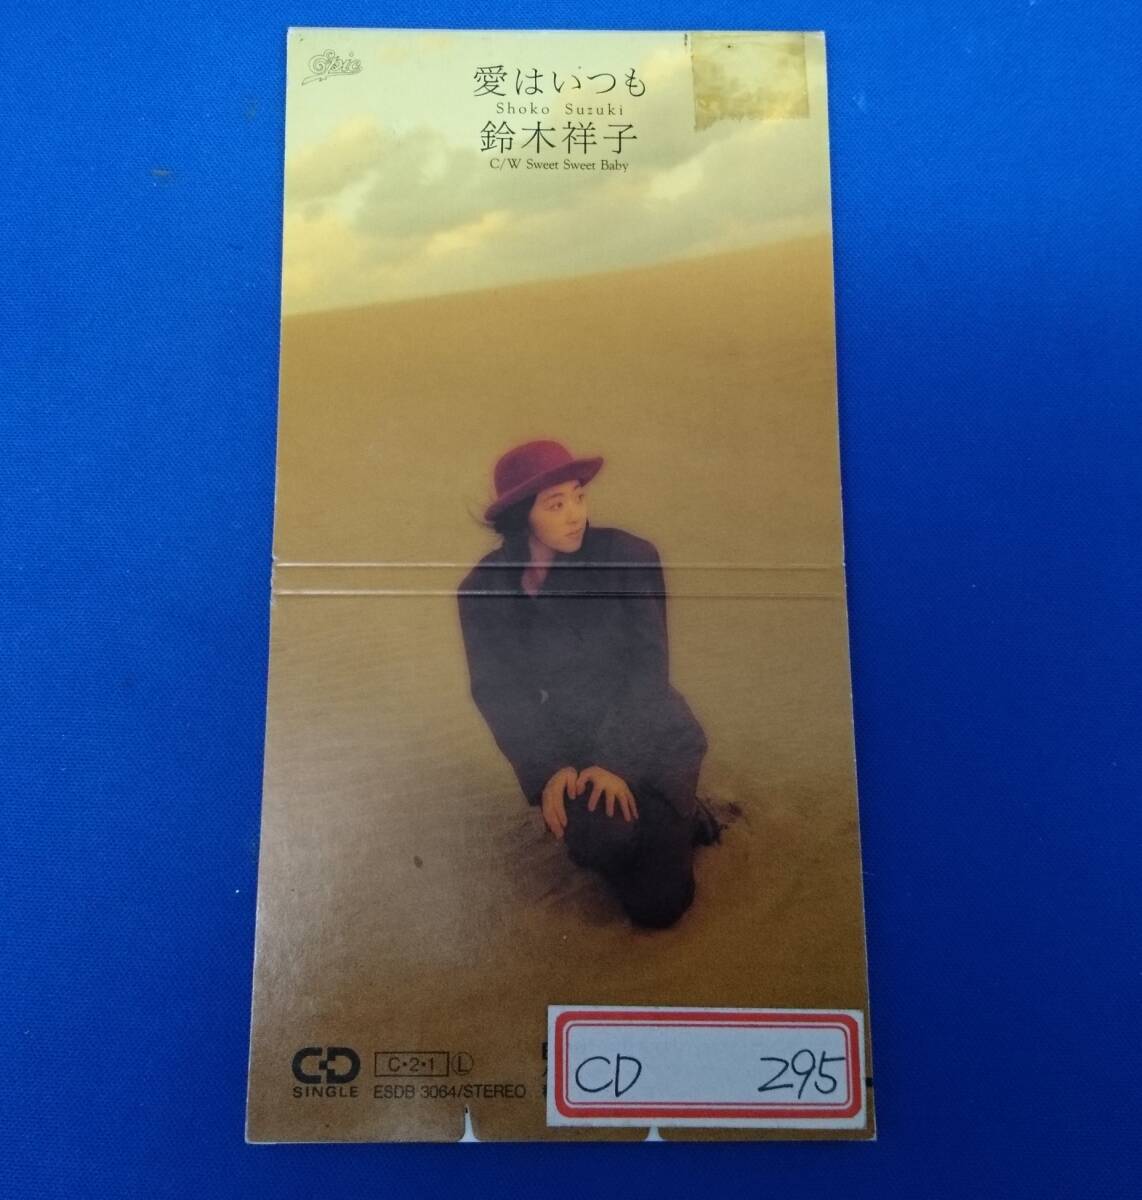 Epic
愛はいつも
Shoko Suzuki
鈴木祥子
C/W Sweet Sweet Baby
CD
SINGLE
C・2・1 Ⓛ
ESDB 3064/STEREO
CD 295